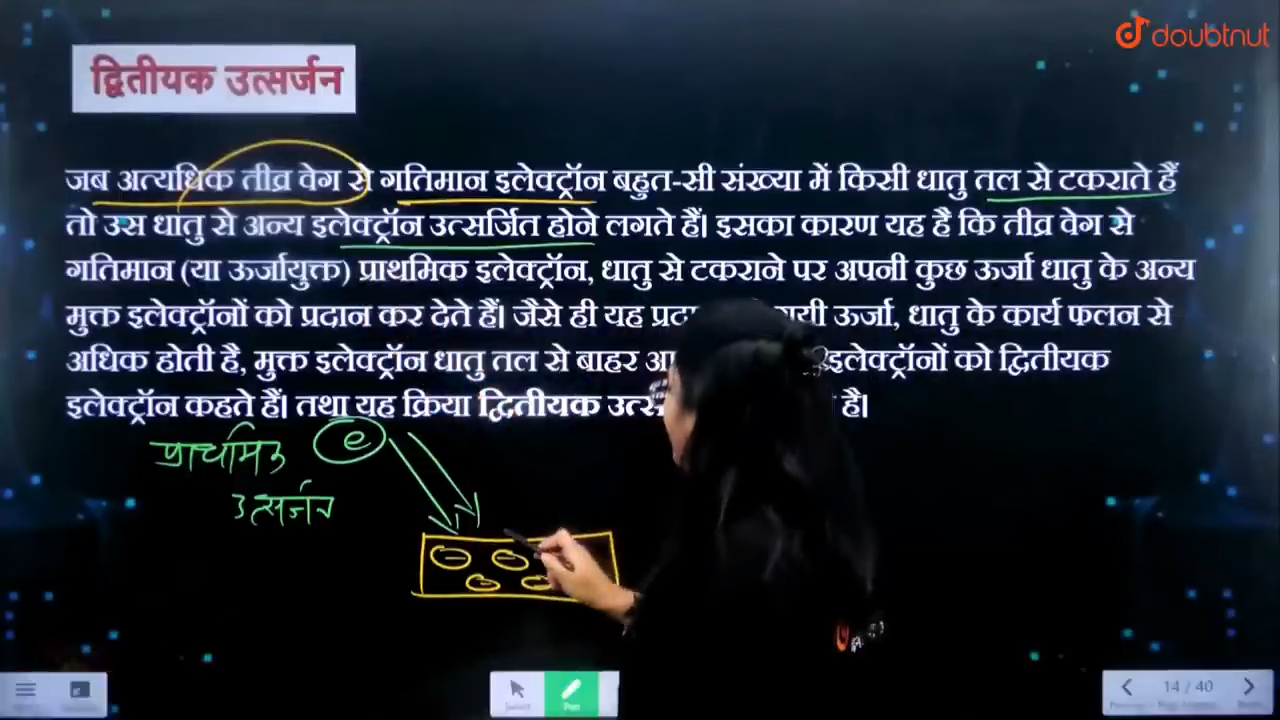 doubtnut
द्वितीयक उत्सर्जन
जब अत्यधिक तीव्र वेग से गतिमान इलेक्ट्रॉन बहुत-सी संख्या में किसी धातु तल से टकराते हैं
तो उस धातु से अन्य इलेक्ट्रॉन उत्सर्जित होने लगते हैं। इसका कारण यह है कि तीव्र वेग से
गतिमान (या ऊर्जायुक्त) प्राथमिक इलेक्ट्रॉन, धातु से टकराने पर अपनी कुछ ऊर्जा धातु के अन्य
मुक्त इलेक्ट्रॉनों को प्रदान कर देते हैं। जैसे ही यह ऊर्जा, धातु के कार्य फलन से
अधिक होती है, मुक्त इलेक्ट्रॉन धातु तल से बाहर इलेक्ट्रॉनों को द्वितीयक
इलेक्ट्रॉन कहते हैं। तथा यह क्रिया द्वितीयक है।
प्राथमिक e
उत्सर्जन
Select Pen 14 / 40